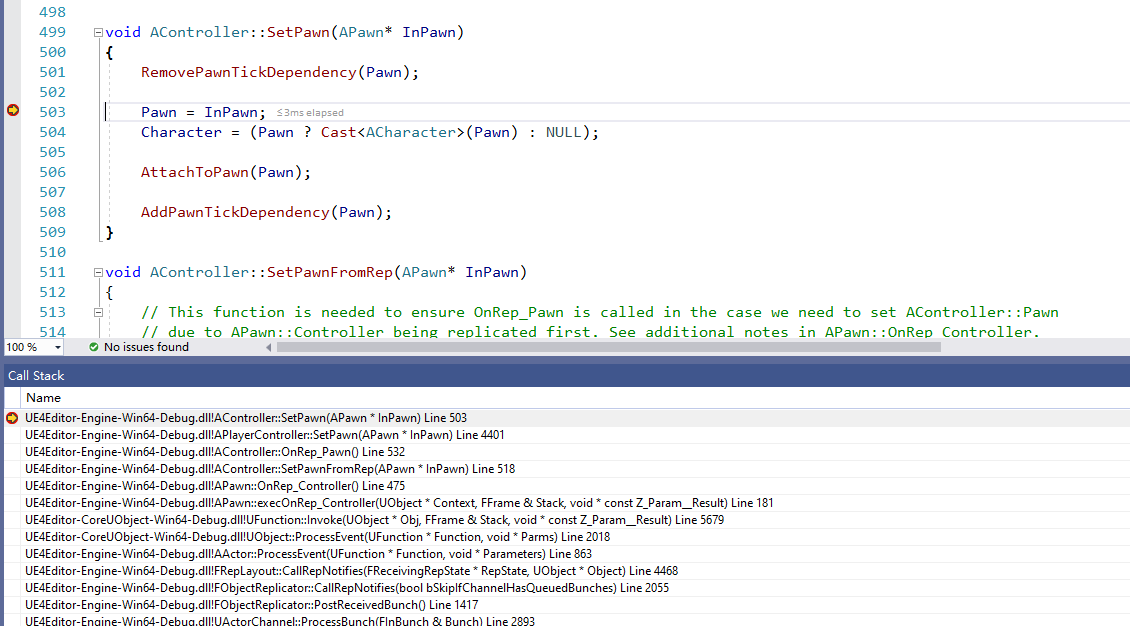 498
499 void AController::SetPawn(APawn* InPawn)
500 {
501 RemovePawnTickDependency(Pawn);
502
503 Pawn = InPawn; ≤3ms elapsed
504 Character = (Pawn ? Cast<ACharacter>(Pawn) : NULL);
505
506 AttachToPawn(Pawn);
507
508 AddPawnTickDependency(Pawn);
509 }
510
511 void AController::SetPawnFromRep(APawn* InPawn)
512 {
513 // This function is needed to ensure OnRep_Pawn is called in the case we need to set AController::Pawn
514 // due to APawn::Controller being replicated first. See additional notes in APawn::OnRep_Controller.
100 % No issues found
Call Stack
Name
UE4Editor-Engine-Win64-Debug.dll!AController::SetPawn(APawn * InPawn) Line 503
UE4Editor-Engine-Win64-Debug.dll!APlayerController::SetPawn(APawn * InPawn) Line 4401
UE4Editor-Engine-Win64-Debug.dll!AController::OnRep_Pawn() Line 532
UE4Editor-Engine-Win64-Debug.dll!AController::SetPawnFromRep(APawn * InPawn) Line 518
UE4Editor-Engine-Win64-Debug.dll!APawn::OnRep_Controller() Line 475
UE4Editor-Engine-Win64-Debug.dll!APawn::execOnRep_Controller(UObject * Context, FFrame & Stack, void * const Z_Param__Result) Line 181
UE4Editor-CoreUObject-Win64-Debug.dll!UFunction::Invoke(UObject * Obj, FFrame & Stack, void * const Z_Param__Result) Line 5679
UE4Editor-CoreUObject-Win64-Debug.dll!UObject::ProcessEvent(UFunction * Function, void * Parms) Line 2018
UE4Editor-Engine-Win64-Debug.dll!AActor::ProcessEvent(UFunction * Function, void * Parameters) Line 863
UE4Editor-Engine-Win64-Debug.dll!FRepLayout::CallRepNotifies(FReceivingRepState * RepState, UObject * Object) Line 4468
UE4Editor-Engine-Win64-Debug.dll!FObjectReplicator::CallRepNotifies(bool bSkipIfChannelHasQueuedBunches) Line 2055
UE4Editor-Engine-Win64-Debug.dll!FObjectReplicator::PostReceivedBunch() Line 1417
UE4Editor-Engine-Win64-Debug.dll!UActorChannel::ProcessBunch(FInBunch & Bunch) Line 2893